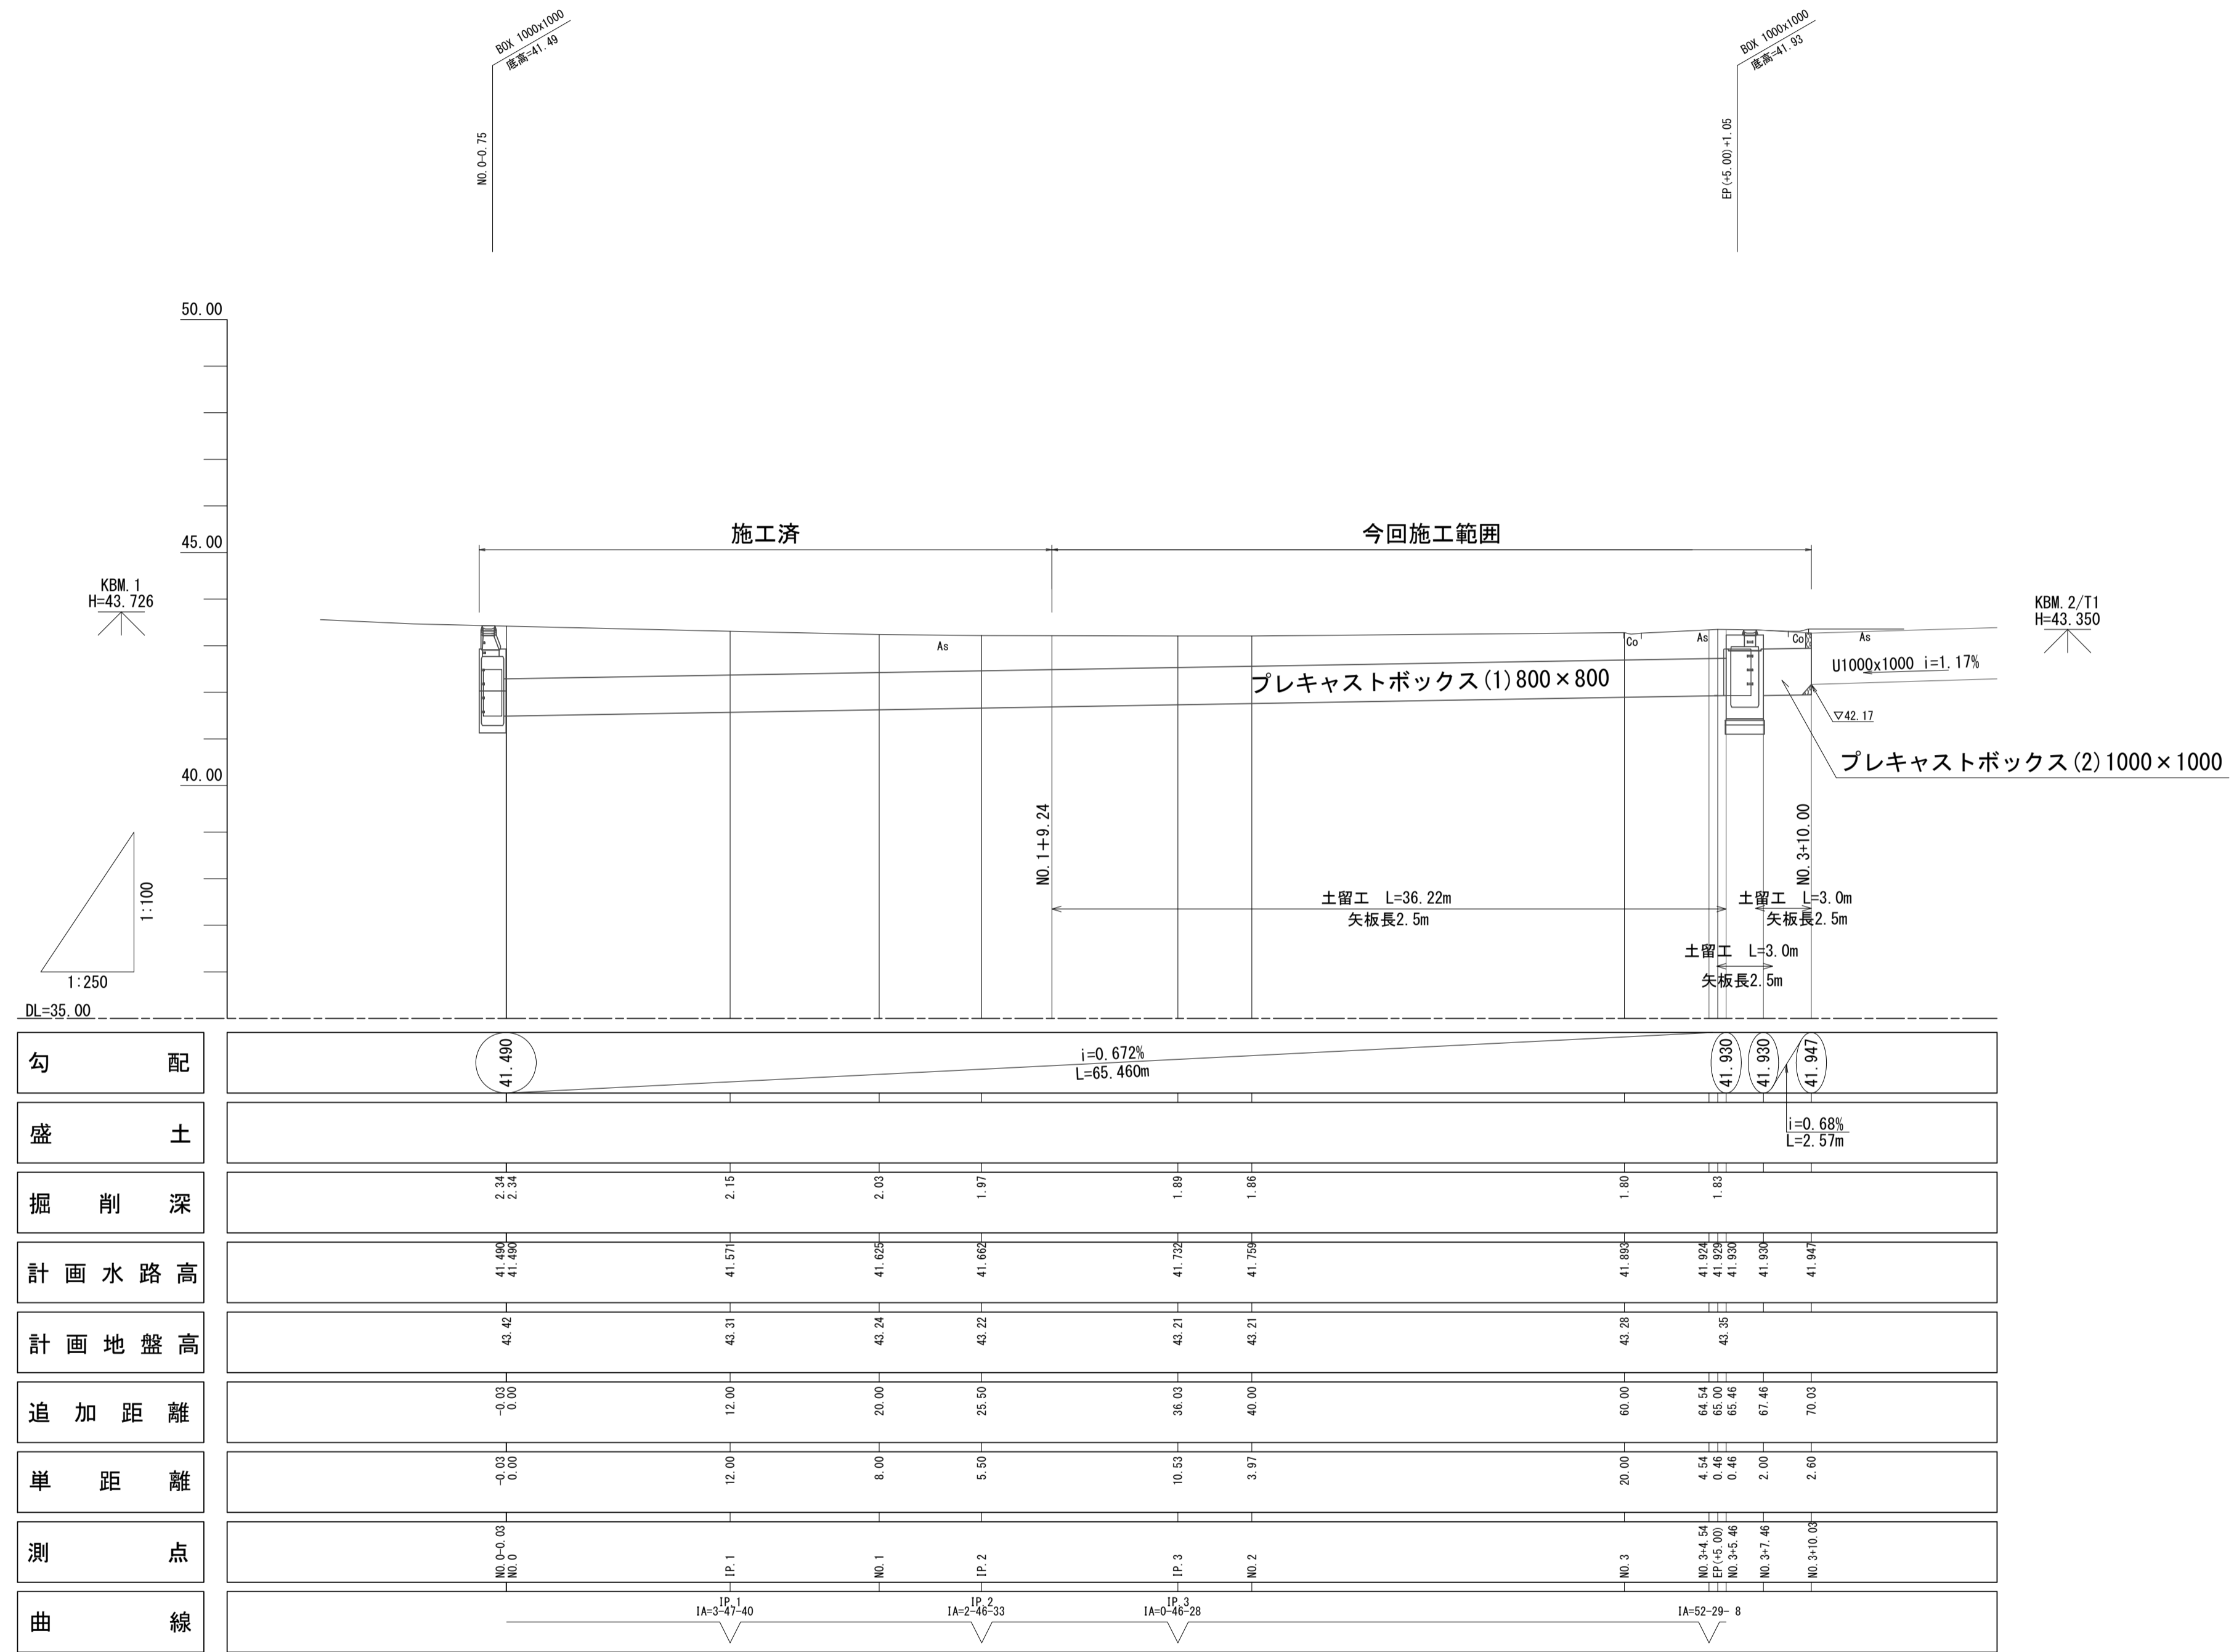 BOX 1000x1000
底高=41.49
NO.0-0.75
BOX 1000x1000
底高=41.93
EP(+5.00)+1.05
50.00
45.00
40.00
施工済
今回施工範囲
KBM.1
H=43.726
KBM.2/T1
H=43.350
As
Co
As
Co
As
U1000x1000 i=1.17%
プレキャストボックス(1)800×800
▽42.17
プレキャストボックス(2)1000×1000
NO.1+9.24
NO.3+10.00
土留工 L=36.22m
矢板長2.5m
土留工 L=3.0m
矢板長2.5m
土留工 L=3.0m
矢板長2.5m
1:100
1:250
DL=35.00
勾配
41.490
i=0.672%
L=65.460m
41.930
41.930
41.947
i=0.68%
L=2.57m
盛土
掘削深
2.34
2.34
2.15
2.03
1.97
1.89
1.86
1.80
1.83
計画水路高
41.490
41.490
41.571
41.625
41.662
41.732
41.759
41.893
41.924
41.929
41.930
41.930
41.947
計画地盤高
43.42
43.31
43.24
43.22
43.21
43.21
43.28
43.35
追加距離
-0.03
0.00
12.00
20.00
25.50
36.03
40.00
60.00
64.54
65.00
65.46
67.46
70.03
単距離
-0.03
0.00
12.00
8.00
5.50
10.53
3.97
20.00
4.54
0.46
0.46
2.00
2.60
測点
NO.0-0.03
NO.0
IP.1
NO.1
IP.2
IP.3
NO.2
NO.3
NO.3+4.54
EP(+5.00)
NO.3+5.46
NO.3+7.46
NO.3+10.03
曲線
IP.1
IA=3-47-40
IP.2
IA=2-46-33
IP.3
IA=0-46-28
IA=52-29- 8